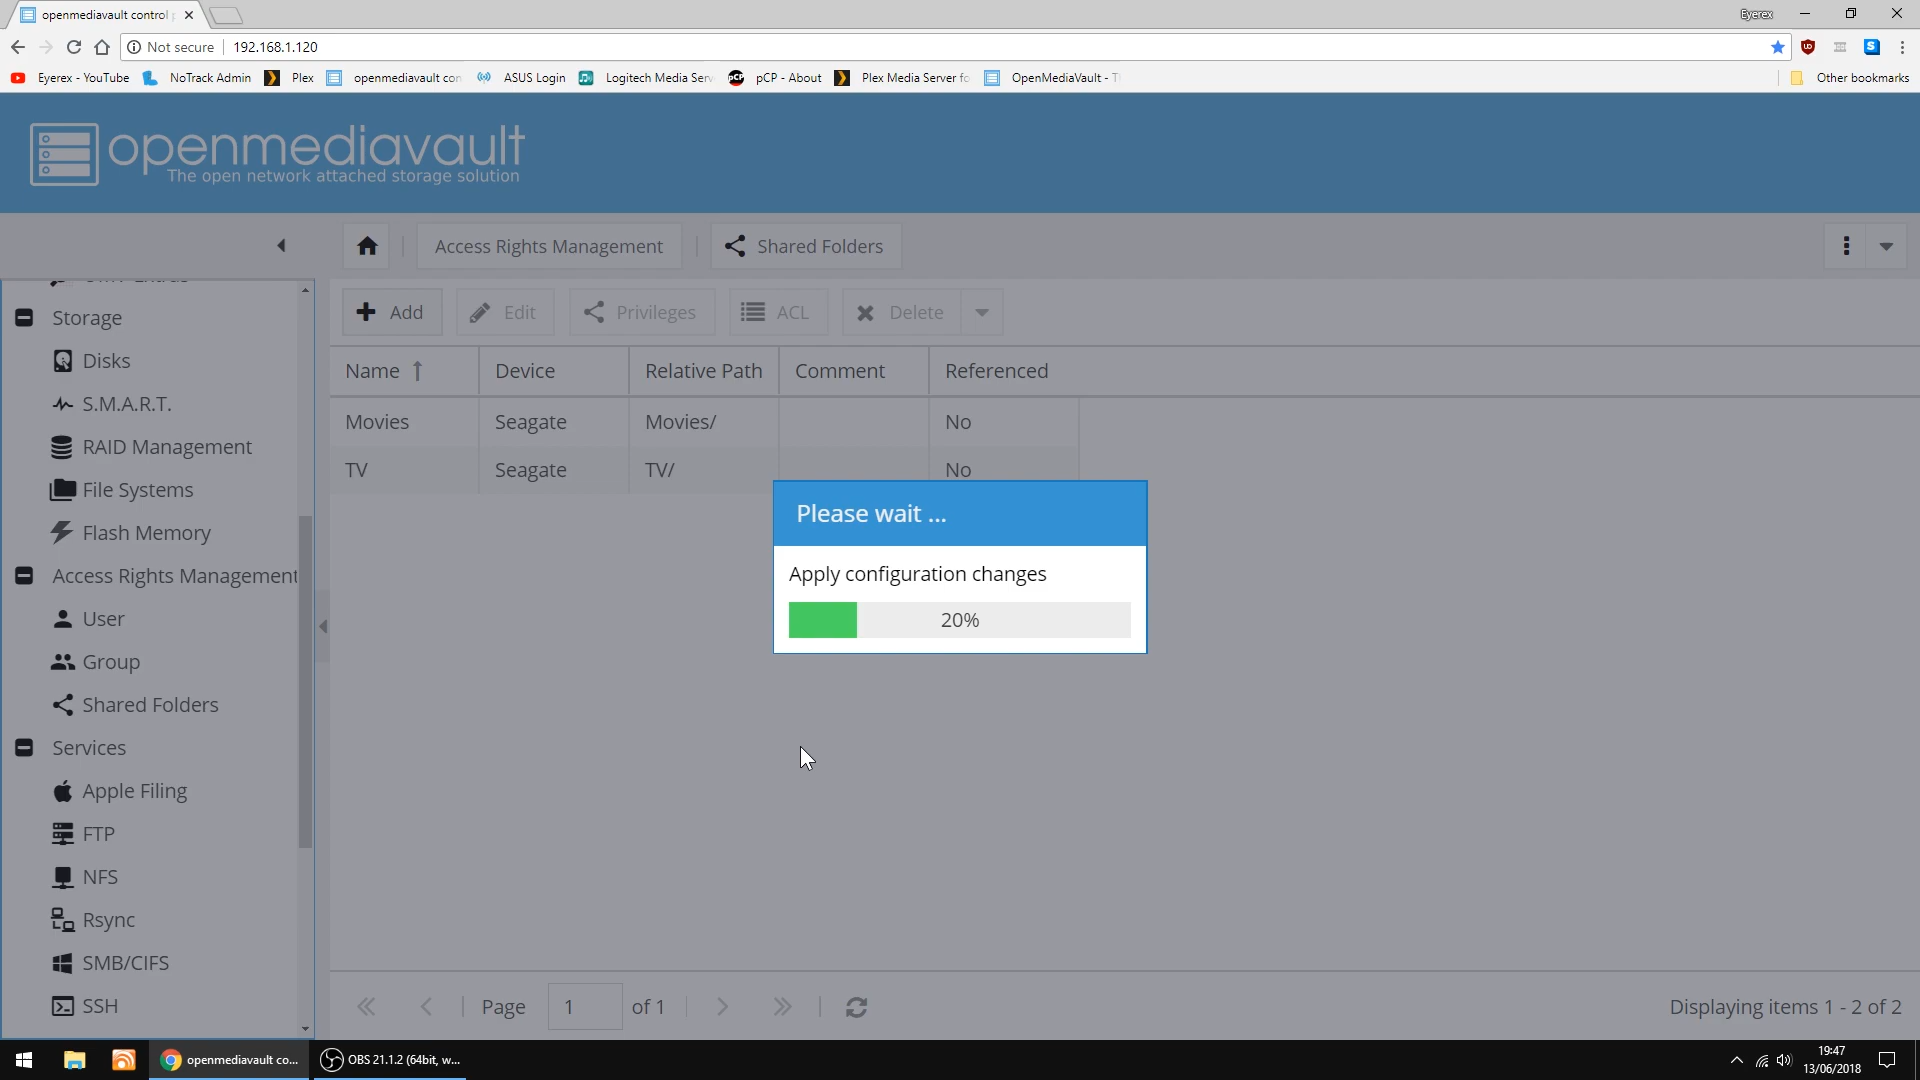 openmediavault control p
Eyerex
Not secure
192.168.1.120
Eyerex - YouTube
NoTrack Admin
Plex
openmediavault con
ASUS Login
Logitech Media Serv
pCP - About
Plex Media Server fo
OpenMediaVault - T
Other bookmarks
openmediavault
The open network attached storage solution
Access Rights Management
Shared Folders
Storage
Disks
S.M.A.R.T.
RAID Management
File Systems
Flash Memory
Access Rights Management
User
Group
Shared Folders
Services
Apple Filing
FTP
NFS
Rsync
SMB/CIFS
SSH
Add
Edit
Privileges
ACL
Delete
Name Device Relative Path Comment Referenced
Movies Seagate Movies/ No
TV Seagate TV/ No
Please wait ...
Apply configuration changes
20%
Page 1 of 1
Displaying items 1 - 2 of 2
openmediavault co...
OBS 21.1.2 (64bit, w...
19:47
13/06/2018